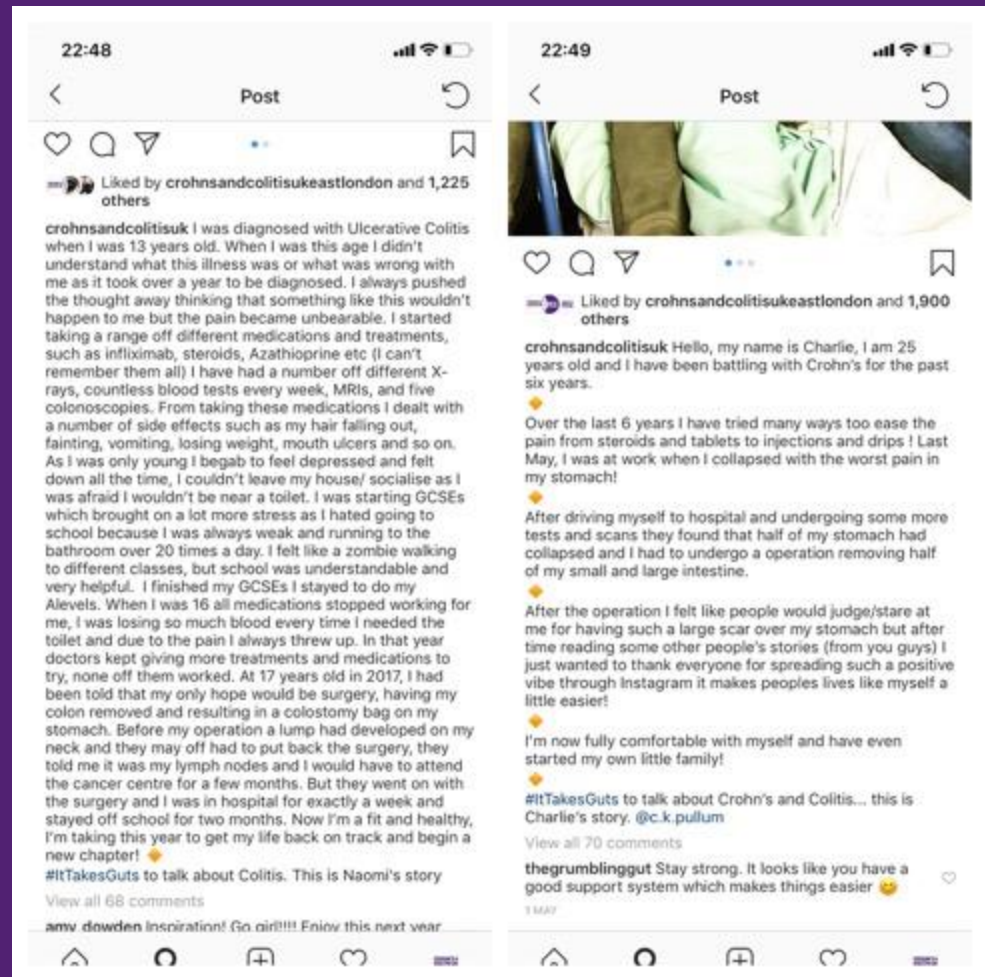 22:48
Post
Liked by crohnsandcolitisukeastlondon and 1,225
others
crohnsandcolitisuk I was diagnosed with Ulcerative Colitis
when I was 13 years old. When I was this age I didn't
understand what this illness was or what was wrong with
me as it took over a year to be diagnosed. I always pushed
the thought away thinking that something like this wouldn't
happen to me but the pain became unbearable. I started
taking a range off different medications and treatments,
such as infliximab, steroids, Azathioprine etc (I can't
remember them all) I have had a number off different X-
rays, countless blood tests every week, MRIs, and five
colonoscopies. From taking these medications I dealt with
a number of side effects such as my hair falling out,
fainting, vomiting, losing weight, mouth ulcers and so on.
As I was only young I begab to feel depressed and felt
down all the time, I couldn't leave my house/ socialise as I
was afraid I wouldn't be near a toilet. I was starting GCSEs
which brought on a lot more stress as I hated going to
school because I was always weak and running to the
bathroom over 20 times a day. I felt like a zombie walking
to different classes, but school was understandable and
very helpful. I finished my GCSEs I stayed to do my
Alevels. When I was 16 all medications stopped working for
me, I was losing so much blood every time I needed the
toilet and due to the pain I always threw up. In that year
doctors kept giving more treatments and medications to
try, none off them worked. At 17 years old in 2017, I had
been told that my only hope would be surgery, having my
colon removed and resulting in a colostomy bag on my
stomach. Before my operation a lump had developed on my
neck and they may off had to put back the surgery, they
told me it was my lymph nodes and I would have to attend
the cancer centre for a few months. But they went on with
the surgery and I was in hospital for exactly a week and
stayed off school for two months. Now I'm a fit and healthy,
I'm taking this year to get my life back on track and begin a
new chapter!
#ItTakesGuts to talk about Colitis. This is Naomi's story
View all 68 comments
amy_dowden Inspiration! Go girl!!!! Enjoy this next year
22:49
Post
Liked by crohnsandcolitisukeastlondon and 1,900
others
crohnsandcolitisuk Hello, my name is Charlie, I am 25
years old and I have been battling with Crohn's for the past
six years.
Over the last 6 years I have tried many ways too ease the
pain from steroids and tablets to injections and drips ! Last
May, I was at work when I collapsed with the worst pain in
my stomach!
After driving myself to hospital and undergoing some more
tests and scans they found that half of my stomach had
collapsed and I had to undergo a operation removing half
of my small and large intestine.
After the operation I felt like people would judge/stare at
me for having such a large scar over my stomach but after
time reading some other people's stories (from you guys) I
just wanted to thank everyone for spreading such a positive
vibe through Instagram it makes peoples lives like myself a
little easier!
I'm now fully comfortable with myself and have even
started my own little family!
#ItTakesGuts to talk about Crohn's and Colitis... this is
Charlie's story. @c.k.pullum
View all 70 comments
thegrumblinggut Stay strong. It looks like you have a
good support system which makes things easier
1 MAY